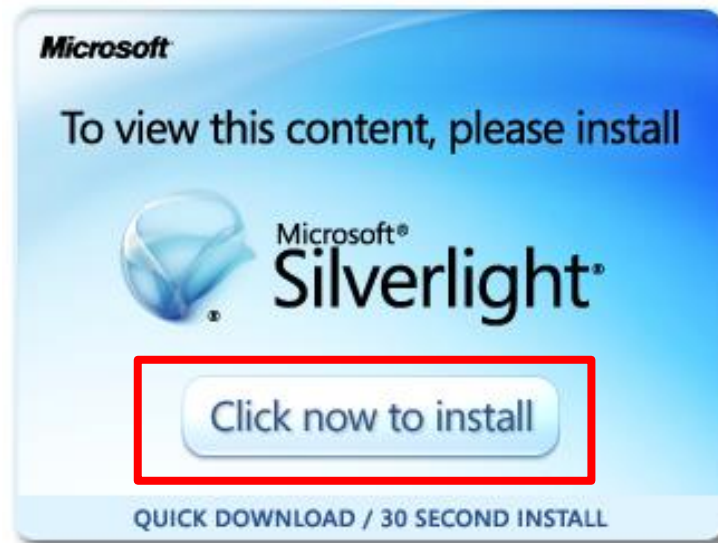 Microsoft
To view this content, please install
Microsoft®
Silverlight®
®
Click now to install
QUICK DOWNLOAD / 30 SECOND INSTALL